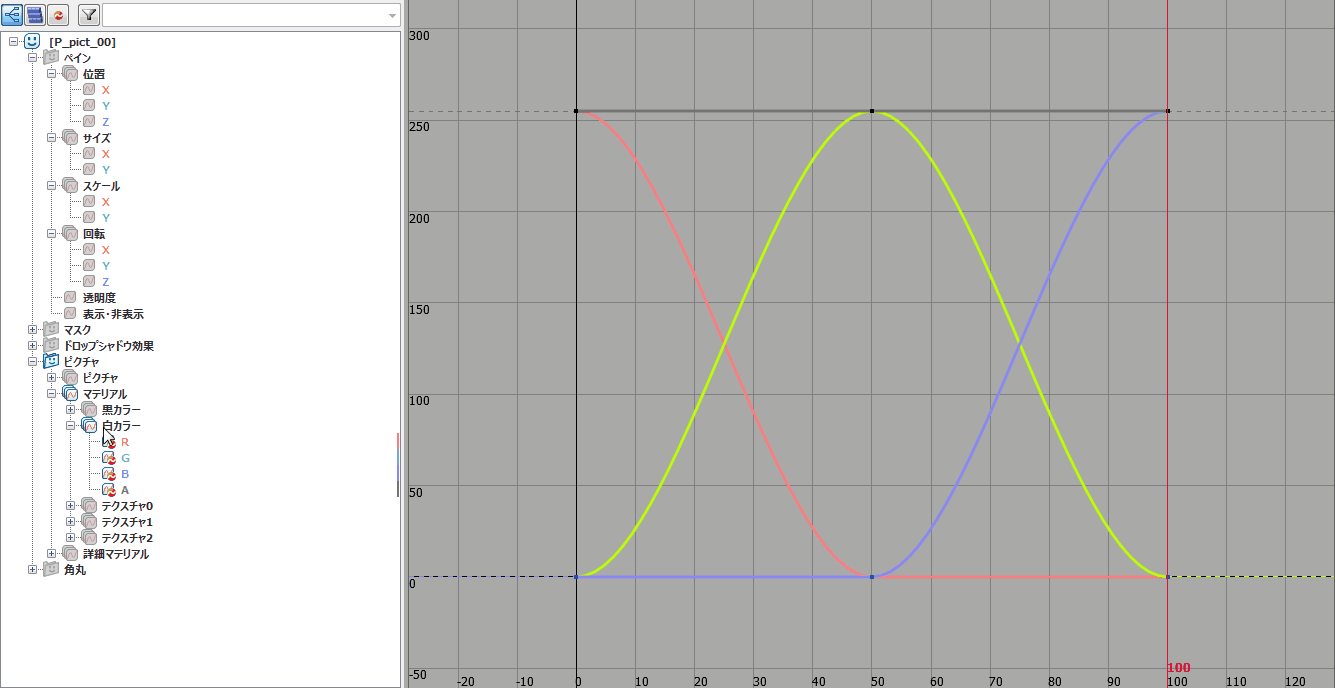 [P_pict_00]
ペイン
位置
X
Y
Z
サイズ
X
Y
スケール
X
Y
回転
X
Y
Z
透明度
表示・非表示
マスク
ドロップシャドウ効果
ピクチャ
ピクチャ
マテリアル
黒カラー
白カラー
R
G
B
A
テクスチャ0
テクスチャ1
テクスチャ2
詳細マテリアル
角丸
300
250
200
150
100
50
0
-50
100
-20 -10 0 10 20 30 40 50 60 70 80 90 100 110 120